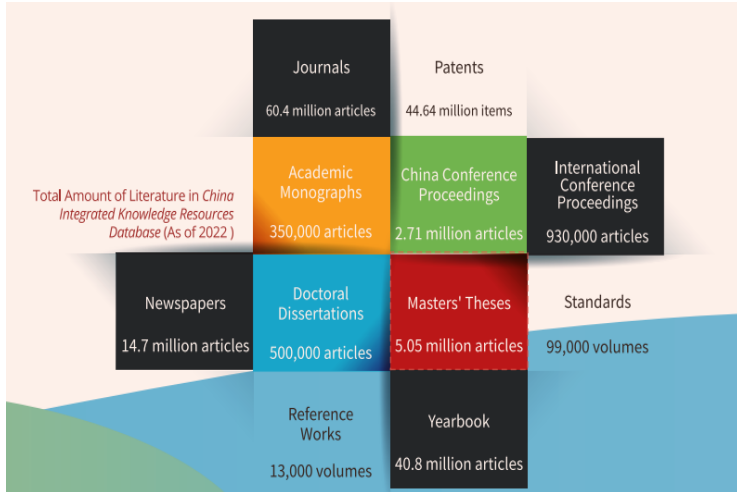 Journals
60.4 million articles
Patents
44.64 million items
Total Amount of Literature in China
Integrated Knowledge Resources
Database (As of 2022 )
Academic
Monographs
350,000 articles
China Conference
Proceedings
2.71 million articles
International
Conference
Proceedings
930,000 articles
Newspapers
14.7 million articles
Doctoral
Dissertations
500,000 articles
Masters' Theses
5.05 million articles
Standards
99,000 volumes
Reference
Works
13,000 volumes
Yearbook
40.8 million articles